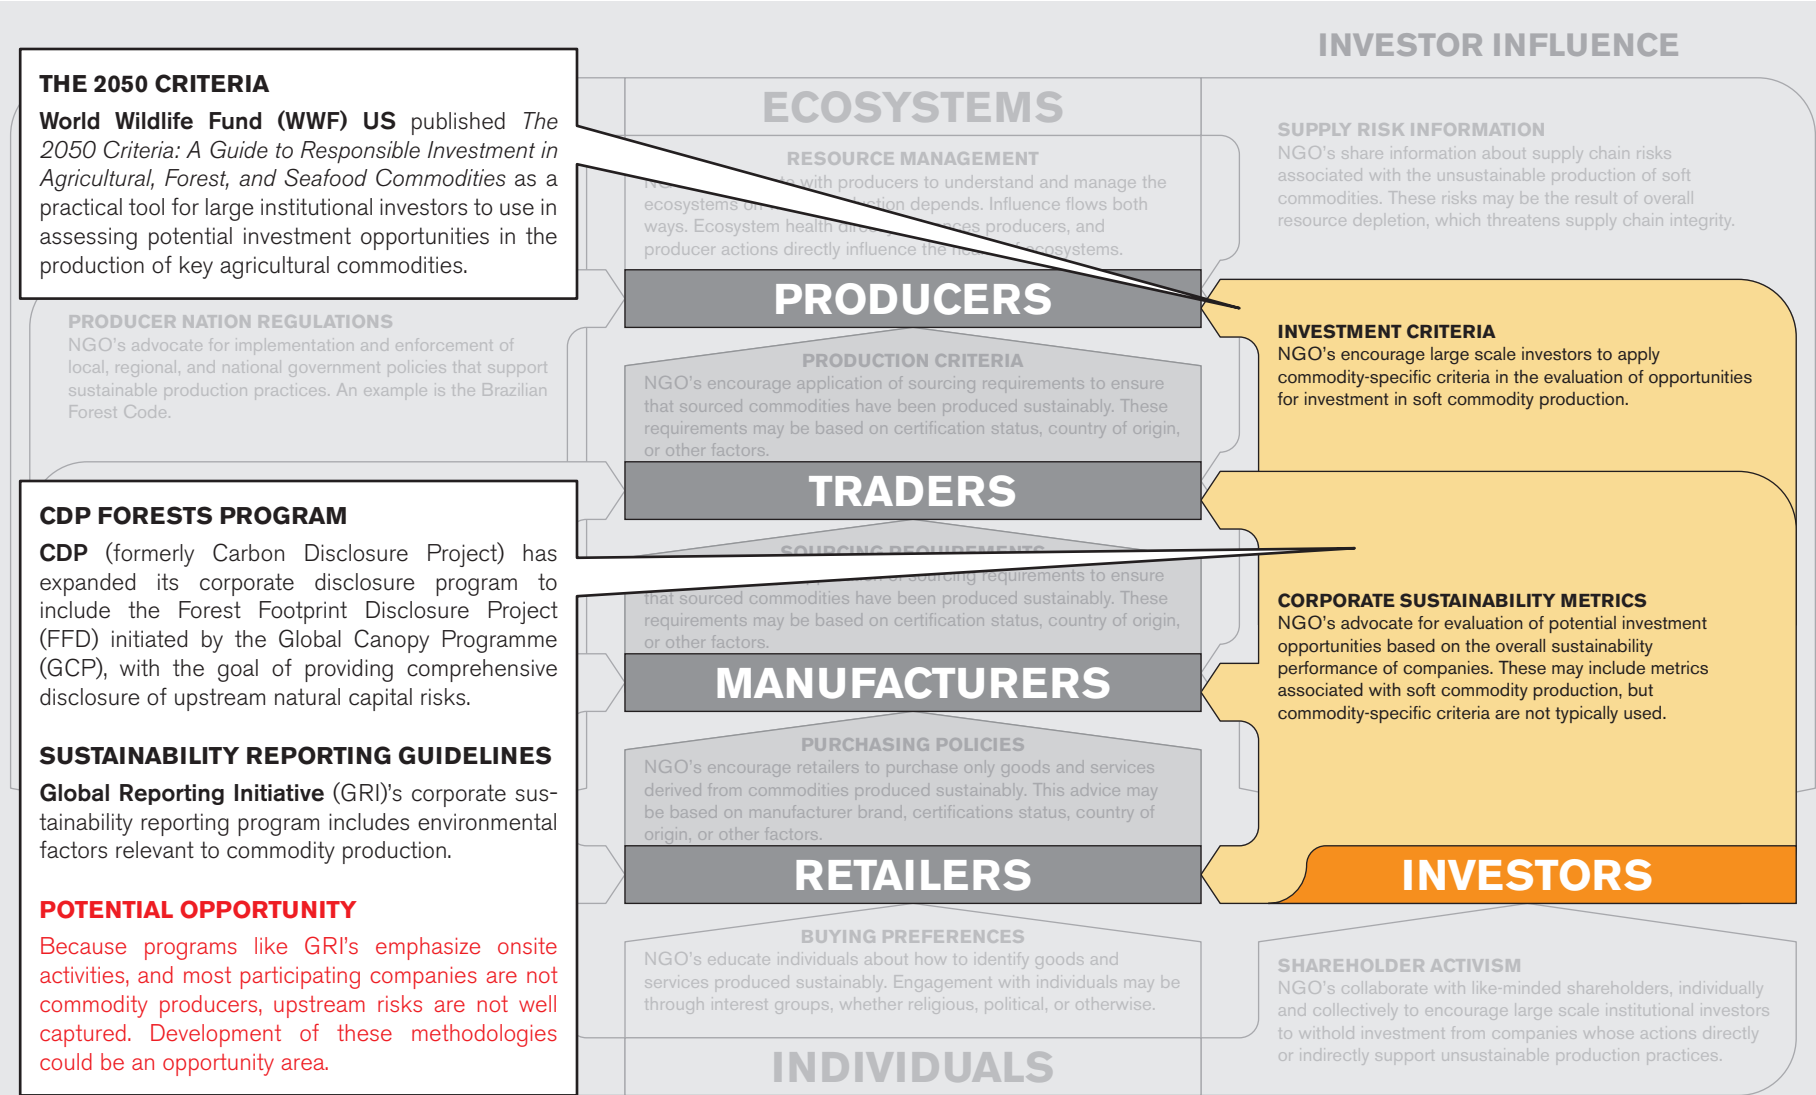 INVESTOR INFLUENCE
THE 2050 CRITERIA
World Wildlife Fund (WWF) US published The
2050 Criteria: A Guide to Responsible Investment in
Agricultural, Forest, and Seafood Commodities as a
practical tool for large institutional investors to use in
assessing potential investment opportunities in the
production of key agricultural commodities.
ECOSYSTEMS
RESOURCE MANAGEMENT
with producers to understand and manage the
ecosystems depends. Influence flows both
ways. Ecosystem health producers, and
producer actions directly influence the ecosystems.
SUPPLY RISK INFORMATION
NGO's share information about supply chain risks
associated with the unsustainable production of soft
commodities. These risks may be the result of overall
resource depletion, which threatens supply chain integrity.
PRODUCERS
PRODUCER NATION REGULATIONS
NGO's advocate for implementation and enforcement of
local, regional, and national government policies that support
sustainable production practices. An example is the Brazilian
Forest Code.
PRODUCTION CRITERIA
NGO's encourage application of sourcing requirements to ensure
that sourced commodities have been produced sustainably. These
requirements may be based on certification status, country of origin,
or other factors.
INVESTMENT CRITERIA
NGO's encourage large scale investors to apply
commodity-specific criteria in the evaluation of opportunities
for investment in soft commodity production.
TRADERS
CDP FORESTS PROGRAM
CDP (formerly Carbon Disclosure Project) has
expanded its corporate disclosure program to
include the Forest Footprint Disclosure Project
(FFD) initiated by the Global Canopy Programme
(GCP), with the goal of providing comprehensive
disclosure of upstream natural capital risks.
SUSTAINABILITY REPORTING GUIDELINES
Global Reporting Initiative (GRI)'s corporate sus-
tainability reporting program includes environmental
factors relevant to commodity production.
POTENTIAL OPPORTUNITY
Because programs like GRI's emphasize onsite
activities, and most participating companies are not
commodity producers, upstream risks are not well
captured. Development of these methodologies
could be an opportunity area.
SOURCING REQUIREMENTS
sourcing requirements to ensure
that sourced commodities have been produced sustainably. These
requirements may be based on certification status, country of origin,
or other factors.
CORPORATE SUSTAINABILITY METRICS
NGO's advocate for evaluation of potential investment
opportunities based on the overall sustainability
performance of companies. These may include metrics
associated with soft commodity production, but
commodity-specific criteria are not typically used.
MANUFACTURERS
PURCHASING POLICIES
NGO's encourage retailers to purchase only goods and services
derived from commodities produced sustainably. This advice may
be based on manufacturer brand, certifications status, country of
origin, or other factors.
RETAILERS
INVESTORS
BUYING PREFERENCES
NGO's educate individuals about how to identify goods and
services produced sustainably. Engagement with individuals may be
through interest groups, whether religious, political, or otherwise.
SHAREHOLDER ACTIVISM
NGO's collaborate with like-minded shareholders, individually
and collectively to encourage large scale institutional investors
to withold investment from companies whose actions directly
or indirectly support unsustainable production practices.
INDIVIDUALS